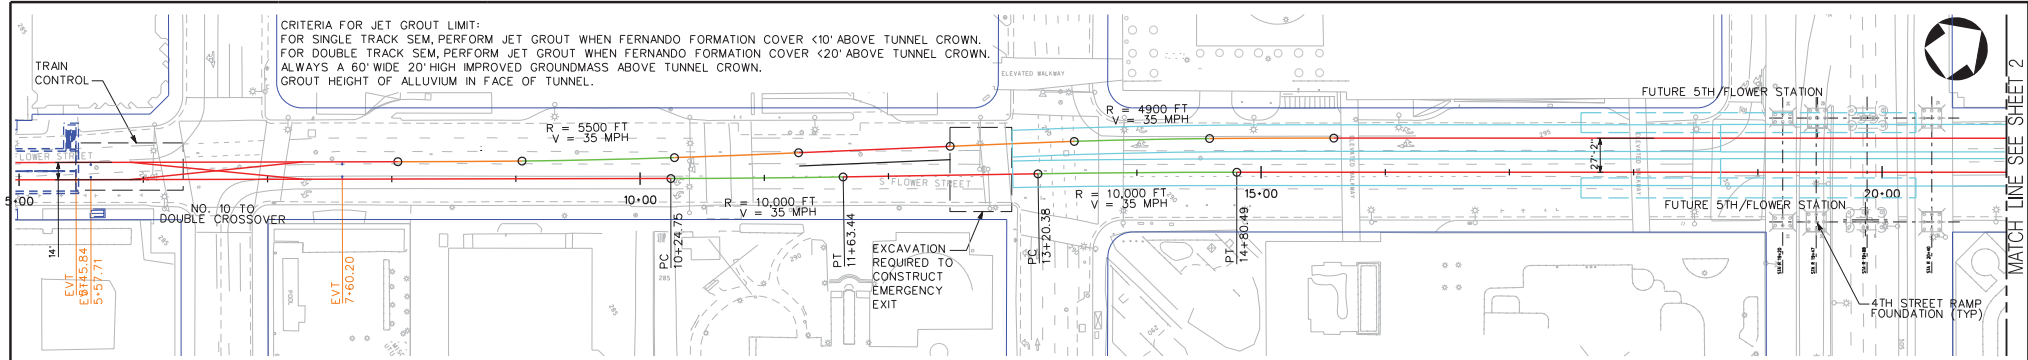 CRITERIA FOR JET GROUT LIMIT:
FOR SINGLE TRACK SEM, PERFORM JET GROUT WHEN FERNANDO FORMATION COVER <10' ABOVE TUNNEL CROWN.
FOR DOUBLE TRACK SEM, PERFORM JET GROUT WHEN FERNANDO FORMATION COVER <20' ABOVE TUNNEL CROWN.
ALWAYS A 60' WIDE 20' HIGH IMPROVED GROUNDMASS ABOVE TUNNEL CROWN.
GROUT HEIGHT OF ALLUVIUM IN FACE OF TUNNEL.
TRAIN
CONTROL
ELEVATED WALKWAY
FUTURE 5TH/FLOWER STATION
R = 4900 FT
V = 35 MPH
R = 5500 FT
V = 35 MPH
295
FLOWER STREET
27'-2"
S FLOWER STREET
5+00
10+00
15+00
20+00
NO. 10 TO
DOUBLE CROSSOVER
R = 10,000 FT
V = 35 MPH
R = 10,000 FT
V = 35 MPH
FUTURE 5TH/FLOWER STATION
14'
EVT
5+57.71
EVT
7+60.20
PC
10+24.75
PT
11+63.44
PC
13+20.38
PT
14+80.49
EXCAVATION
REQUIRED TO
CONSTRUCT
EMERGENCY
EXIT
285
290
POOL
4TH STREET RAMP
FOUNDATION (TYP)
MATCH LINE SEE SHEET 2